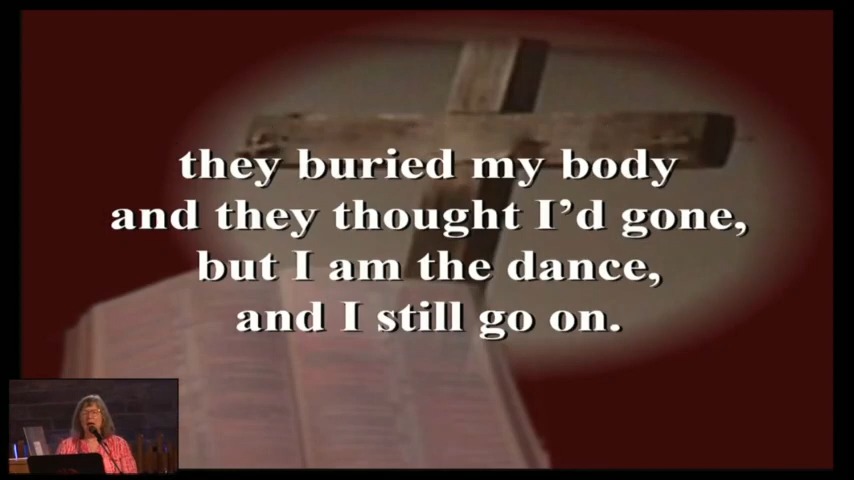 they buried my body
and they thought I’d gone,
but I am the dance,
and I still go on.